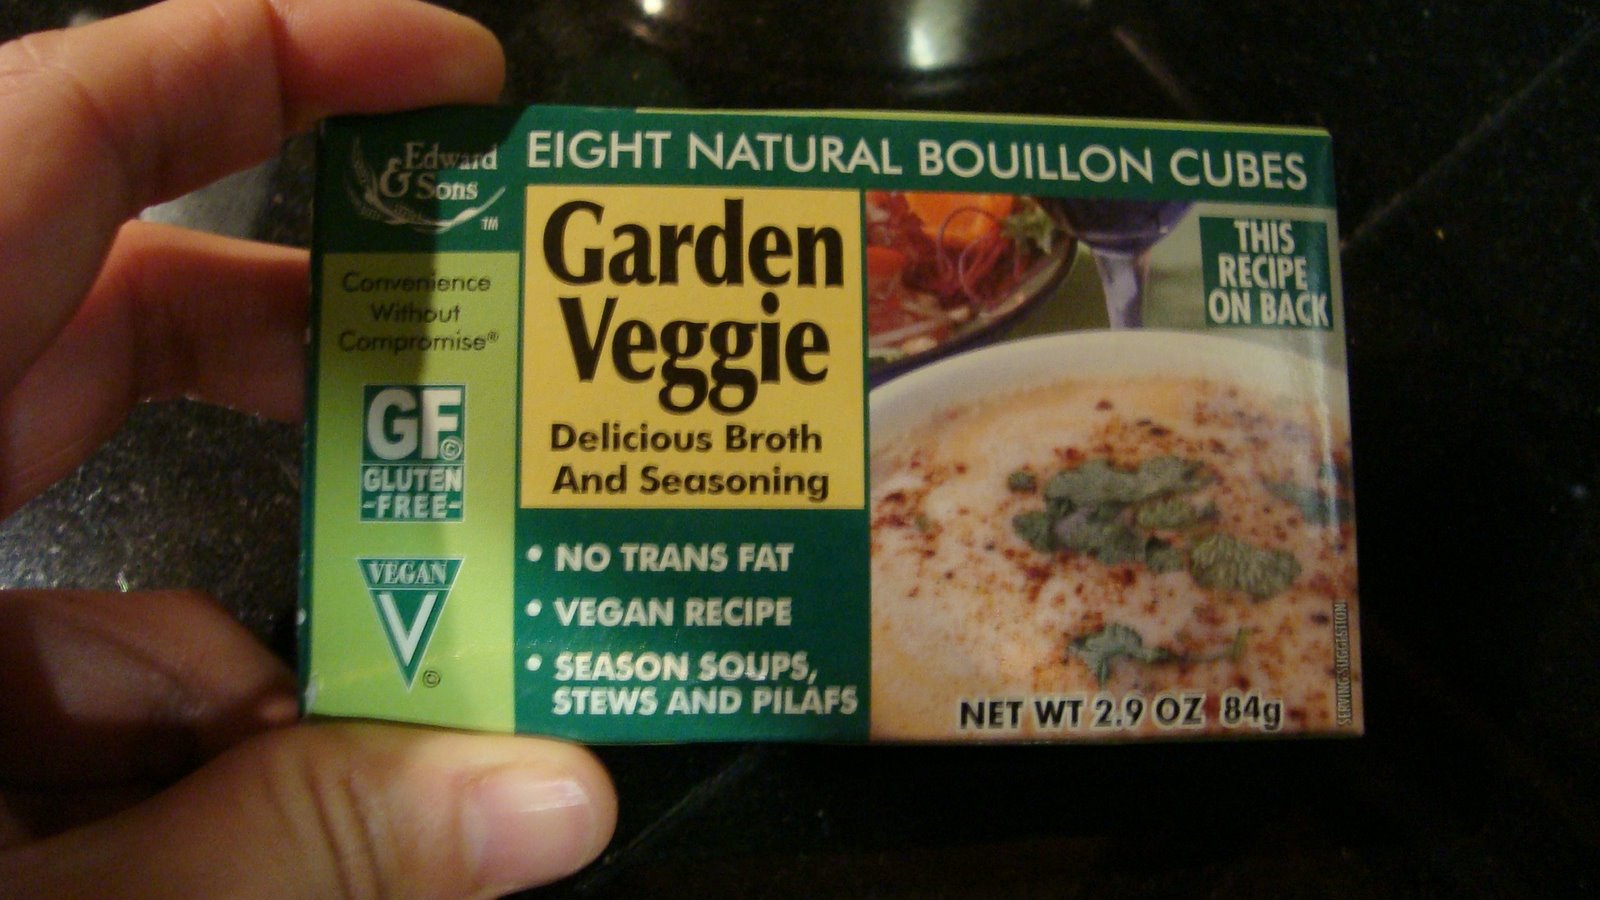 Edward
& Sons
™
EIGHT NATURAL BOUILLON CUBES
Convenience
Without
Compromise®
GF©
GLUTEN
-FREE-
VEGAN
V
©
Garden
Veggie
Delicious Broth
And Seasoning
• NO TRANS FAT
• VEGAN RECIPE
• SEASON SOUPS,
STEWS AND PILAFS
THIS
RECIPE
ON BACK
SERVING SUGGESTION
NET WT 2.9 OZ 84g